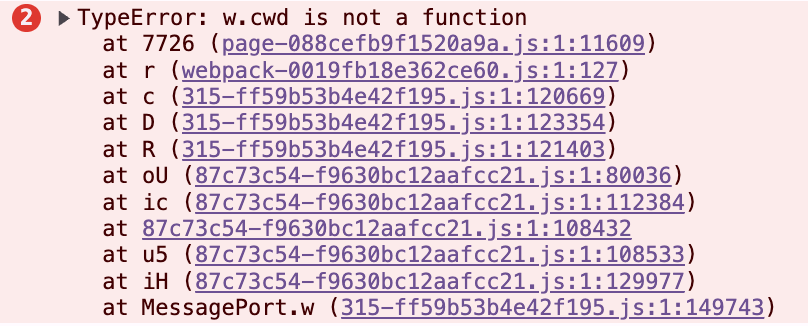 2 ▶ TypeError: w.cwd is not a function
at 7726 (page-088cefb9f1520a9a.js:1:11609)
at r (webpack-0019fb18e362ce60.js:1:127)
at c (315-ff59b53b4e42f195.js:1:120669)
at D (315-ff59b53b4e42f195.js:1:123354)
at R (315-ff59b53b4e42f195.js:1:121403)
at oU (87c73c54-f9630bc12aafcc21.js:1:80036)
at ic (87c73c54-f9630bc12aafcc21.js:1:112384)
at 87c73c54-f9630bc12aafcc21.js:1:108432
at u5 (87c73c54-f9630bc12aafcc21.js:1:108533)
at iH (87c73c54-f9630bc12aafcc21.js:1:129977)
at MessagePort.w (315-ff59b53b4e42f195.js:1:149743)